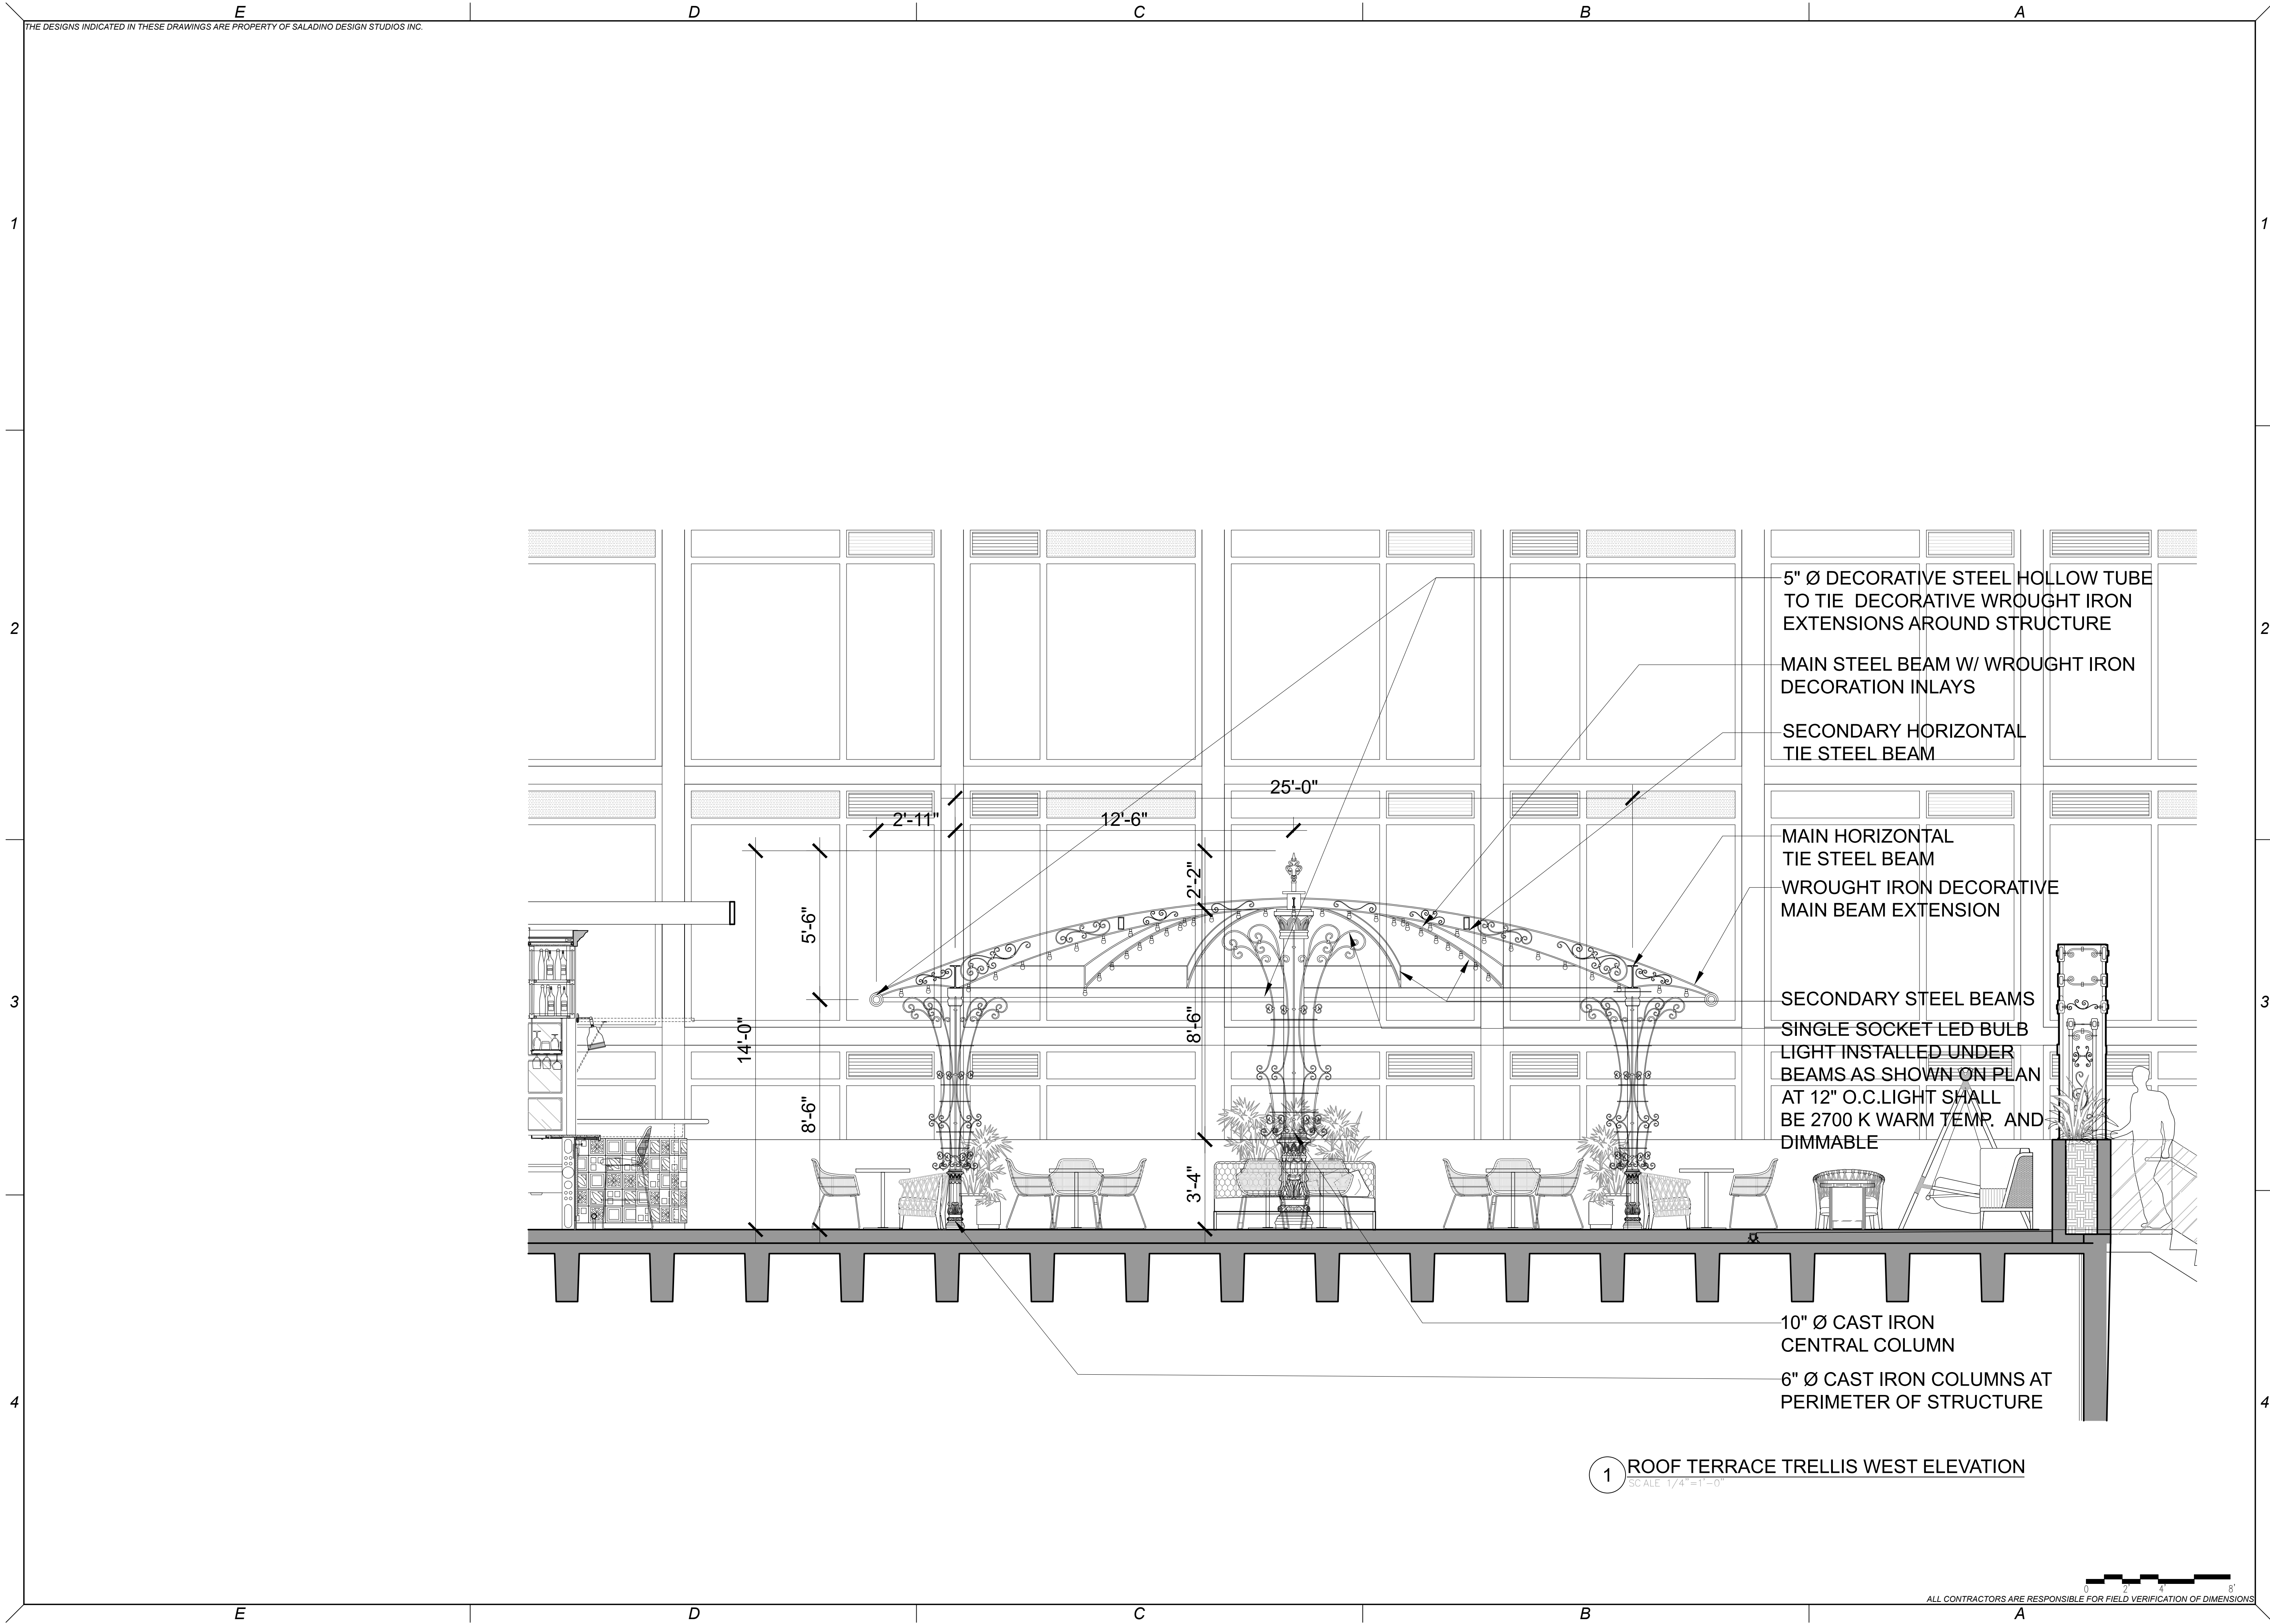 E D C B A
THE DESIGNS INDICATED IN THESE DRAWINGS ARE PROPERTY OF SALADINO DESIGN STUDIOS INC.
1 1
2 2
5" Ø DECORATIVE STEEL HOLLOW TUBE
TO TIE DECORATIVE WROUGHT IRON
EXTENSIONS AROUND STRUCTURE
MAIN STEEL BEAM W/ WROUGHT IRON
DECORATION INLAYS
SECONDARY HORIZONTAL
TIE STEEL BEAM
25'-0"
2'-11" 12'-6"
MAIN HORIZONTAL
TIE STEEL BEAM
2'-2"
WROUGHT IRON DECORATIVE
MAIN BEAM EXTENSION
5'-6"
3 3
SECONDARY STEEL BEAMS
14'-0"
8'-6"
SINGLE SOCKET LED BULB
LIGHT INSTALLED UNDER
BEAMS AS SHOWN ON PLAN
AT 12" O.C.LIGHT SHALL
BE 2700 K WARM TEMP. AND
DIMMABLE
8'-6"
3'-4"
10" Ø CAST IRON
CENTRAL COLUMN
6" Ø CAST IRON COLUMNS AT
PERIMETER OF STRUCTURE
4 4
1 ROOF TERRACE TRELLIS WEST ELEVATION
SCALE 1/4"=1'-0"
0 2' 4' 8'
ALL CONTRACTORS ARE RESPONSIBLE FOR FIELD VERIFICATION OF DIMENSIONS
E D C B A